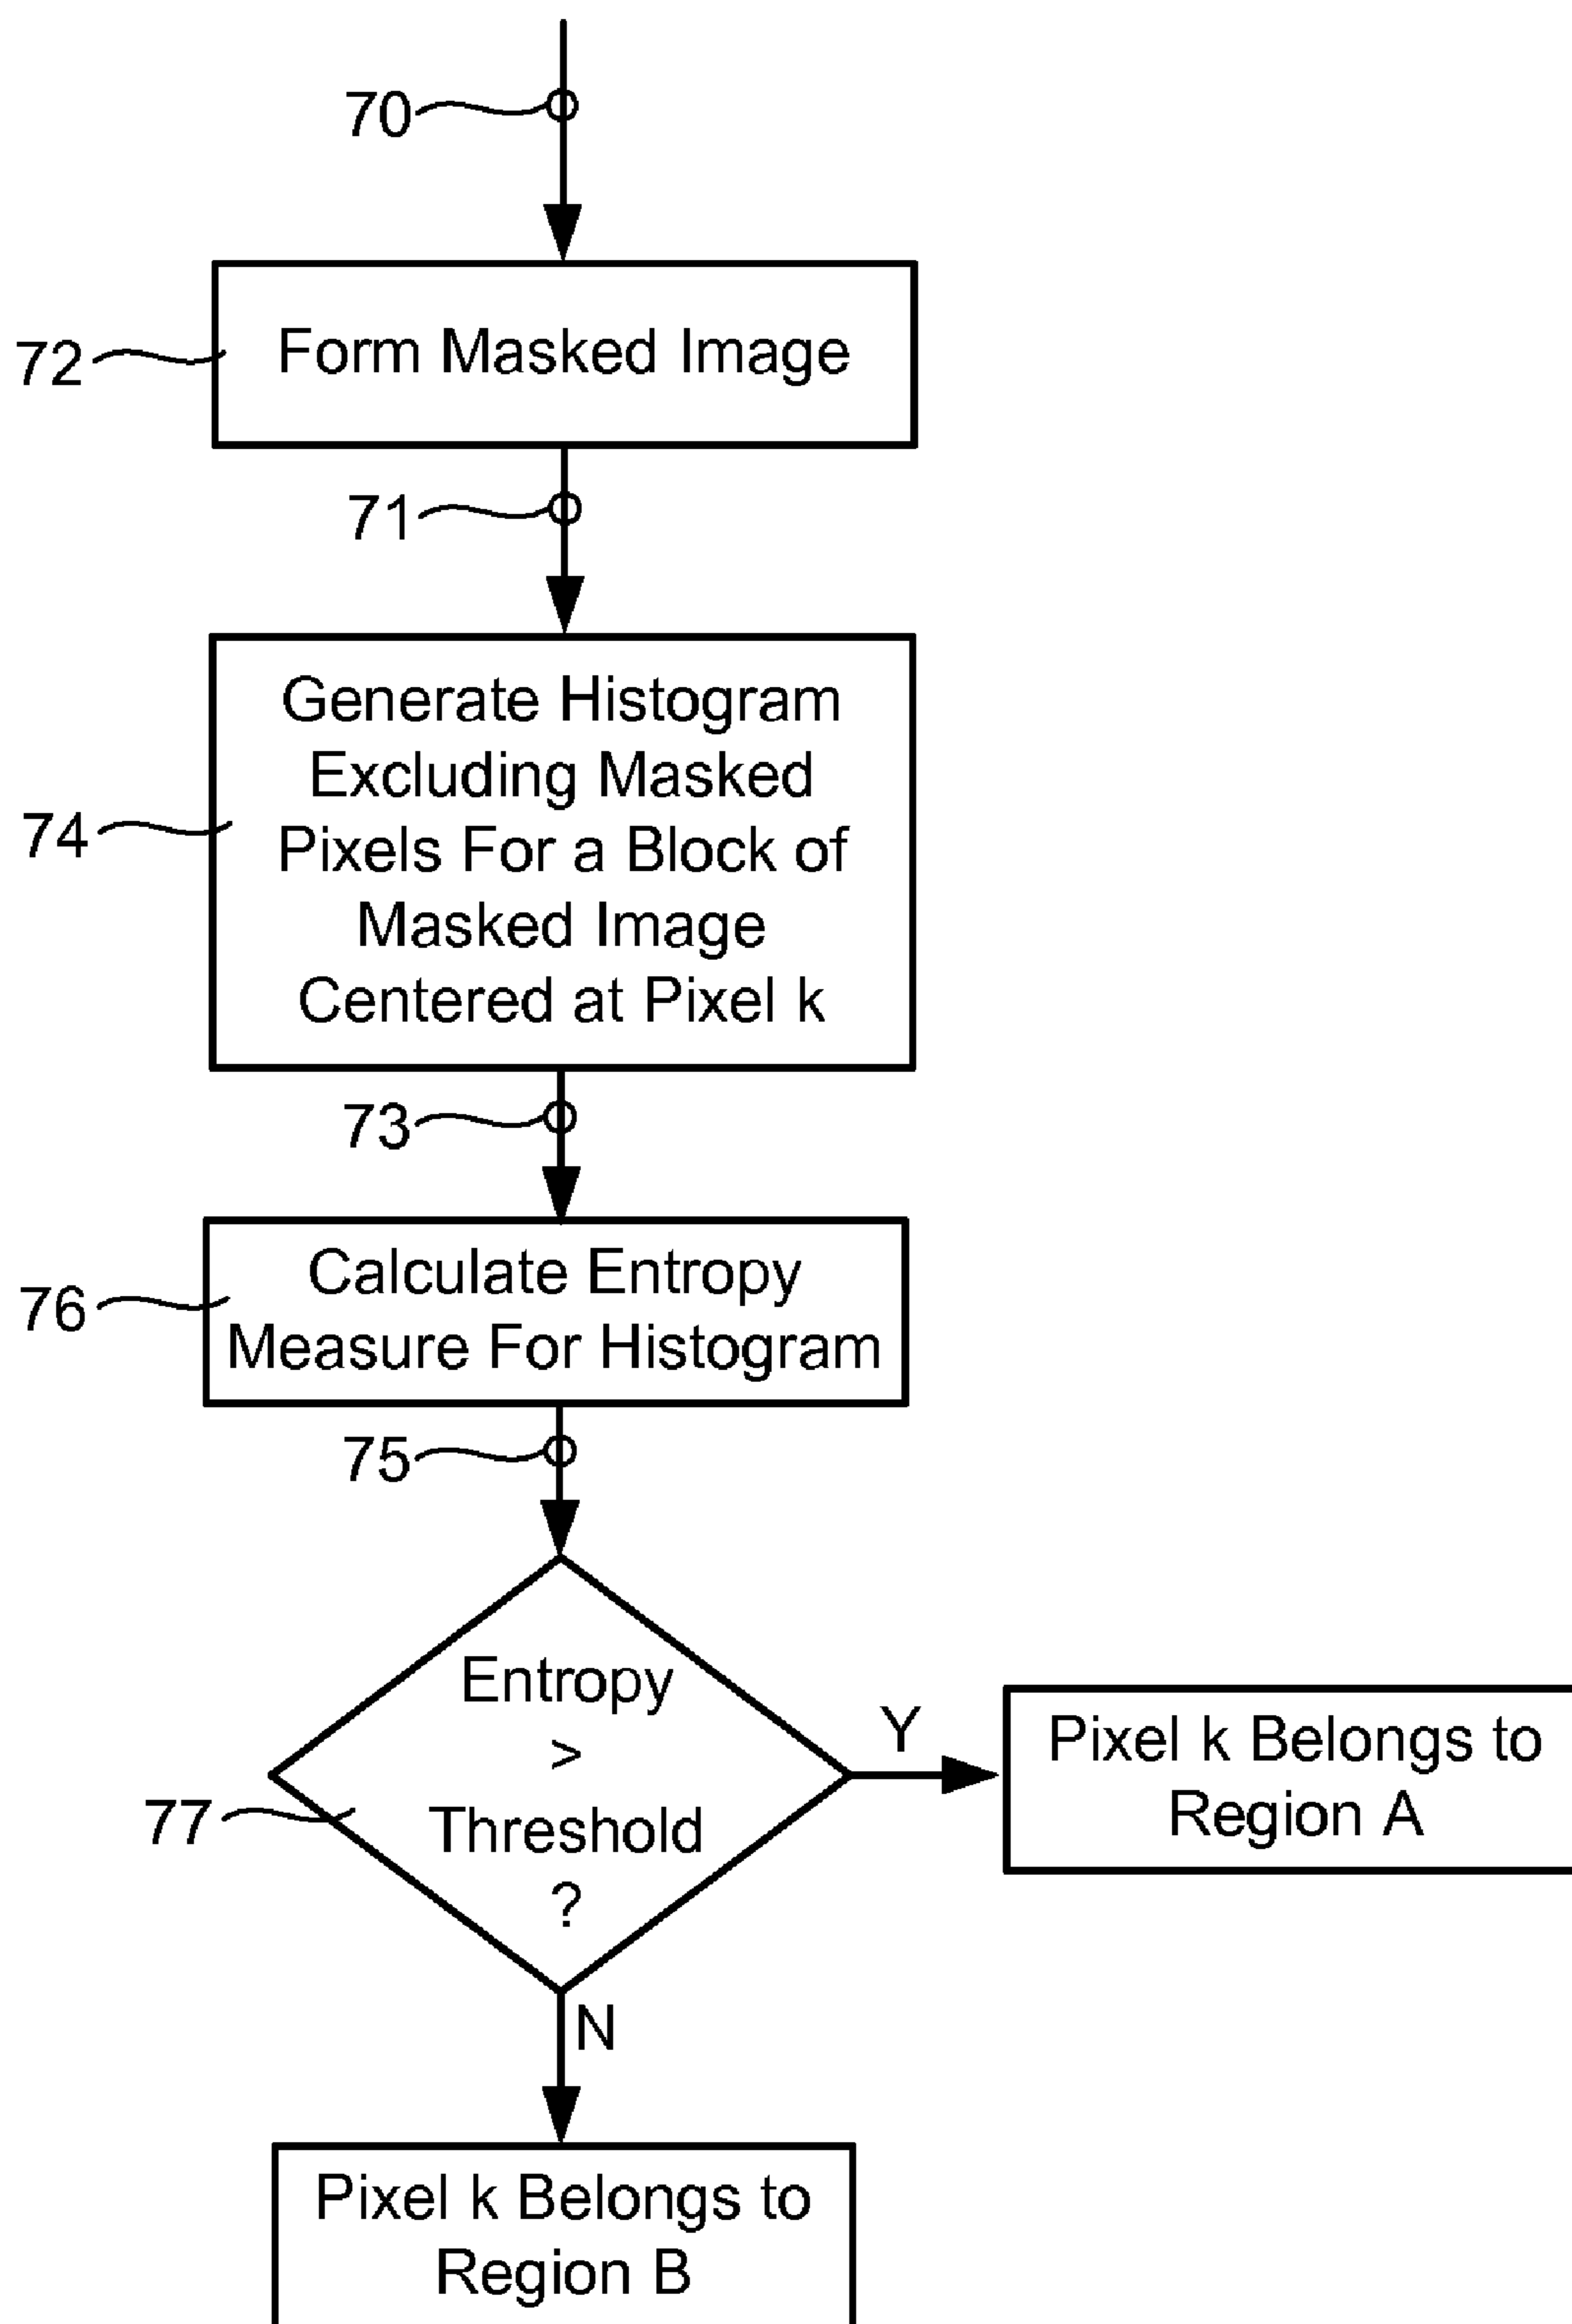 70
72
Form Masked Image
71
74
Generate Histogram
Excluding Masked
Pixels For a Block of
Masked Image
Centered at Pixel k
73
76
Calculate Entropy
Measure For Histogram
75
77
Entropy
>
Threshold
?
Y
Pixel k Belongs to
Region A
N
Pixel k Belongs to
Region B